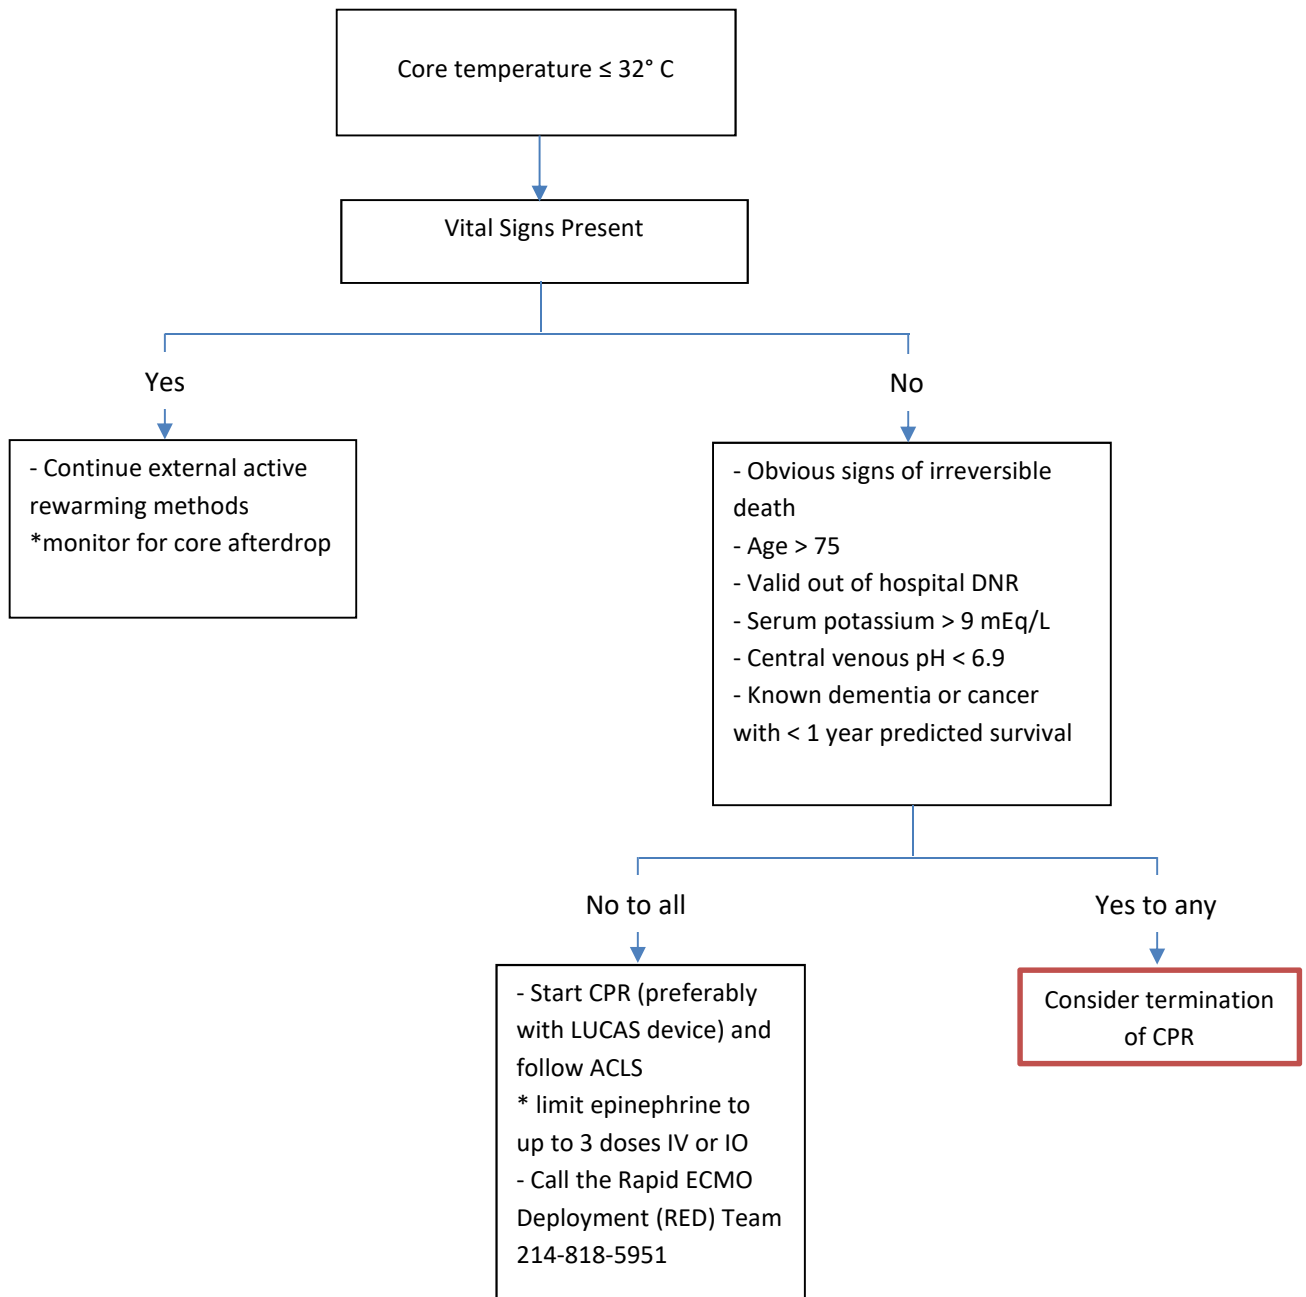 Core temperature ≤ 32° C
Vital Signs Present
Yes
No
- Continue external active
rewarming methods
*monitor for core afterdrop
- Obvious signs of irreversible
death
- Age > 75
- Valid out of hospital DNR
- Serum potassium > 9 mEq/L
- Central venous pH < 6.9
- Known dementia or cancer
with < 1 year predicted survival
No to all
Yes to any
- Start CPR (preferably
with LUCAS device) and
follow ACLS
* limit epinephrine to
up to 3 doses IV or IO
- Call the Rapid ECMO
Deployment (RED) Team
214-818-5951
Consider termination
of CPR